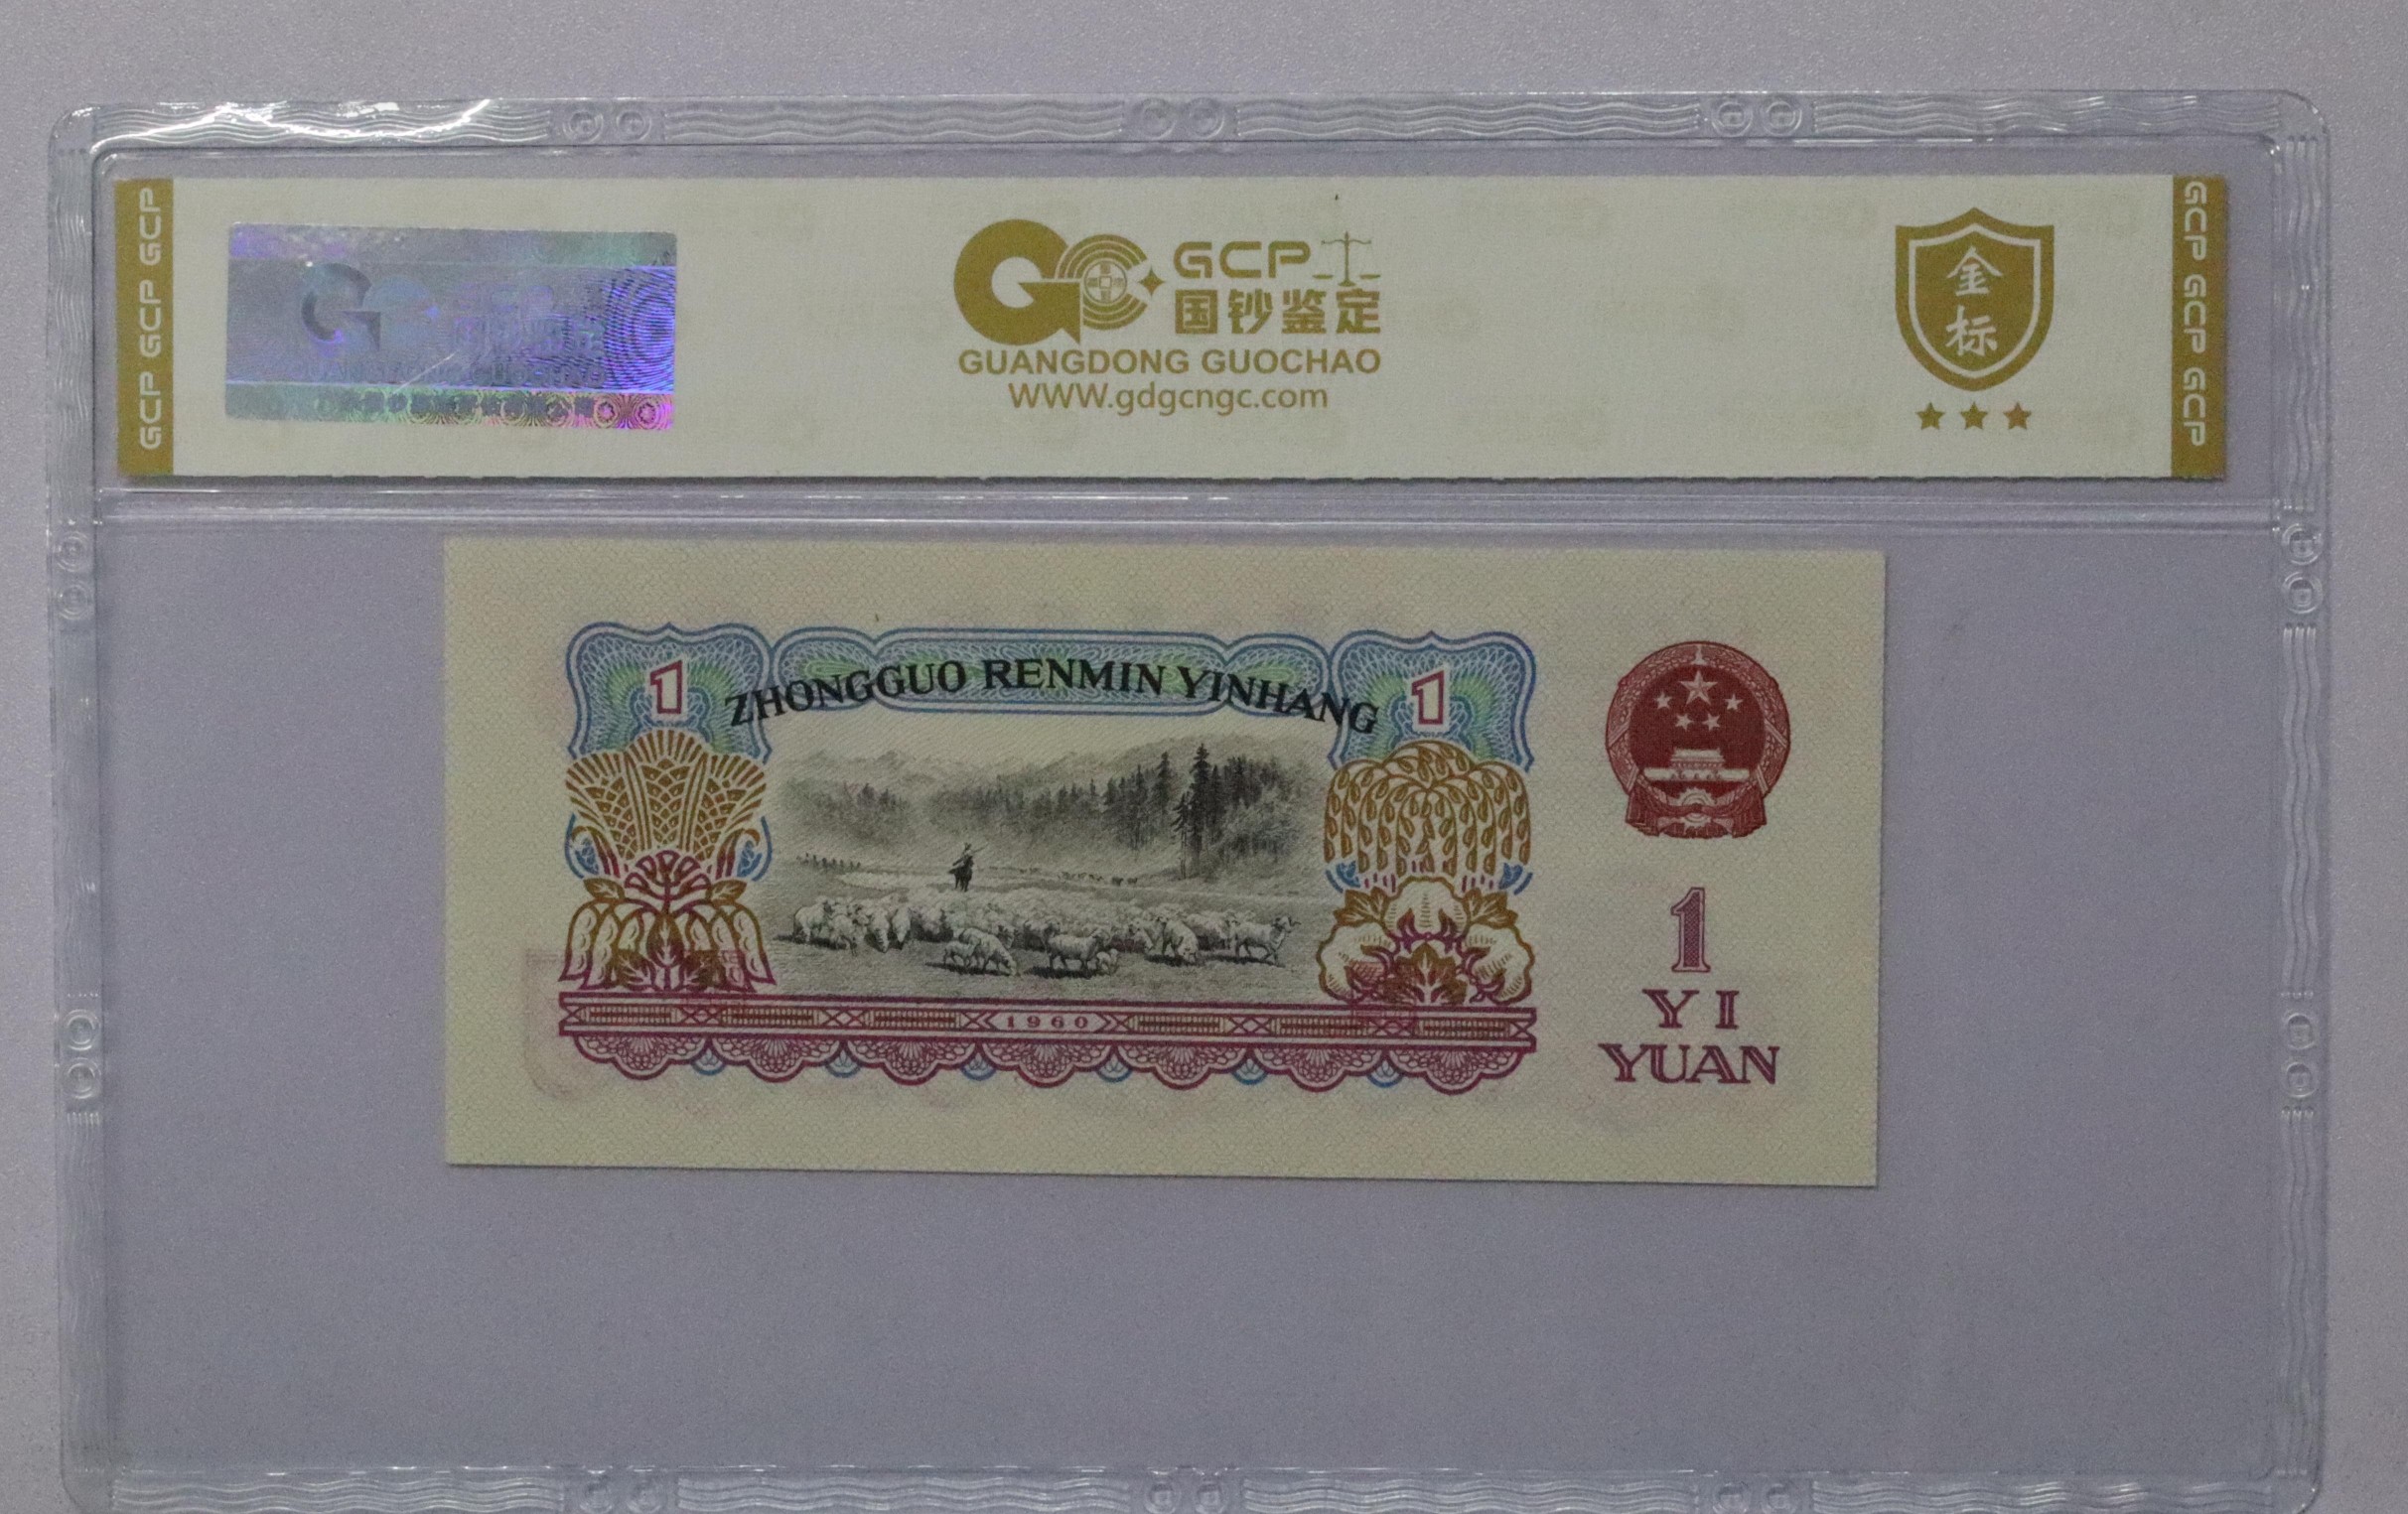 GCP GCP GCP
GCP
国钞鉴定
GUANGDONG GUOCHAO
WWW.gdgcngc.com
金标
GCP GCP GCP
1
ZHONGGUO RENMIN YINHANG
1
1960
1
YI
YUAN